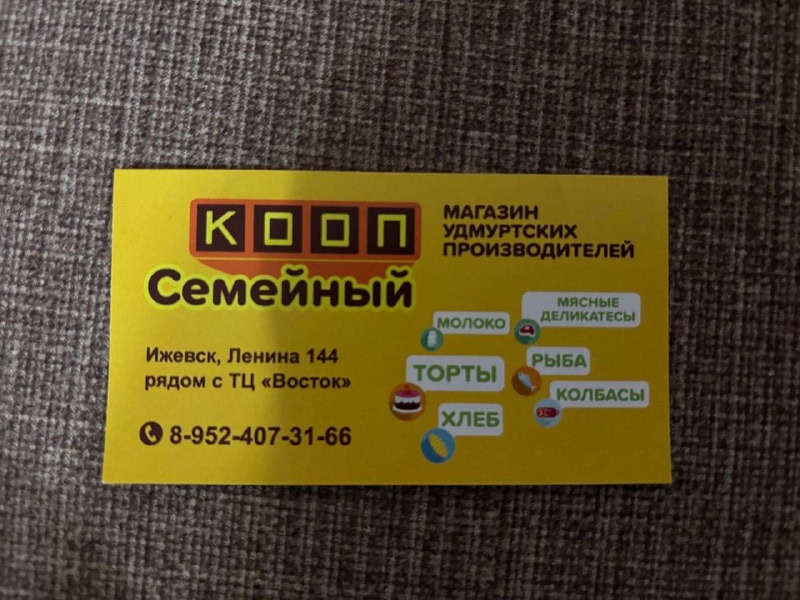 КООП
Семейный
МАГАЗИН
УДМУРТСКИХ
ПРОИЗВОДИТЕЛЕЙ
Ижевск, Ленина 144
рядом с ТЦ «Восток»
8-952-407-31-66
МОЛОКО
МЯСНЫЕ
ДЕЛИКАТЕСЫ
ТОРТЫ
РЫБА
КОЛБАСЫ
ХЛЕБ